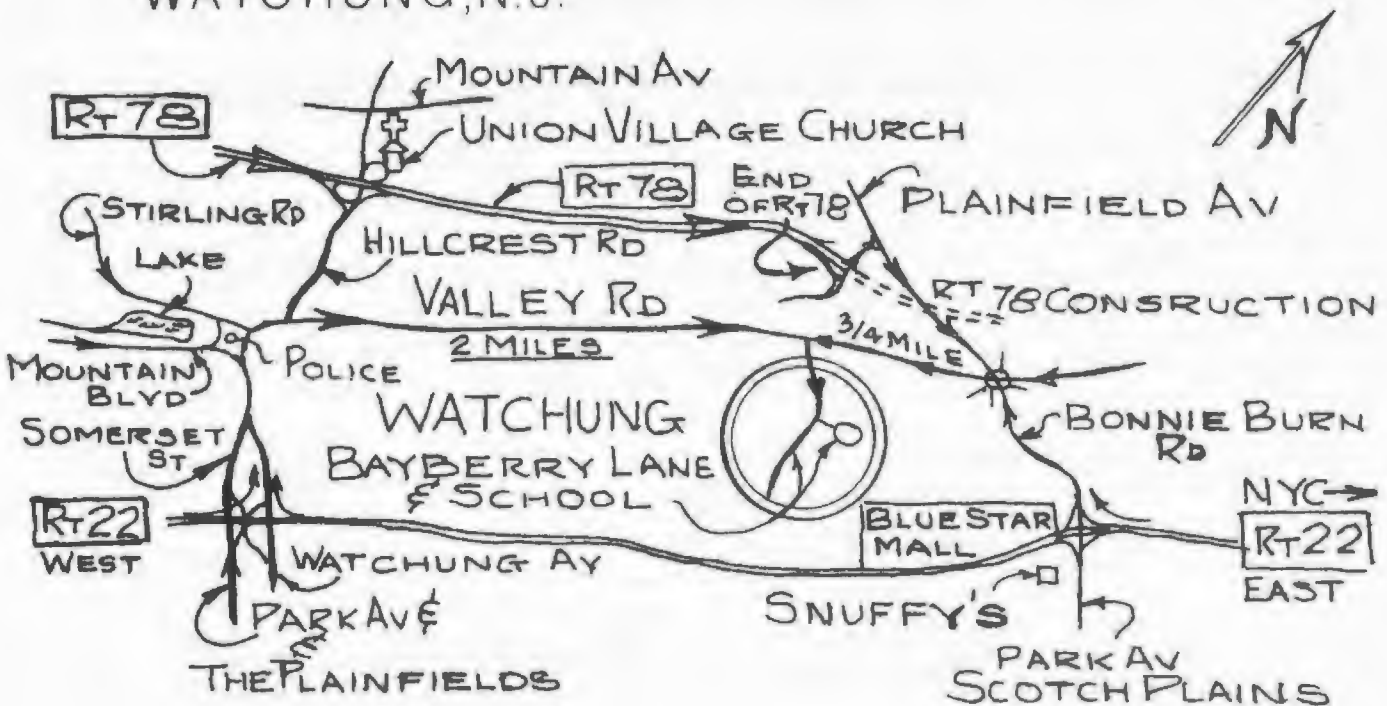 WATCHUNG, N.J.
MOUNTAIN AV
RT 78
UNION VILLAGE CHURCH
N
RT 78
END
OF RT 78
PLAINFIELD AV
STIRLING RD
LAKE
HILLCREST RD
VALLEY RD
2 MILES
RT 78 CONSRUCTION
3/4 MILE
MOUNTAIN
BLVD
POLICE
SOMERSET
ST
WATCHUNG
BAYBERRY LANE
& SCHOOL
BONNIE BURN
RD
NYC
RT 22
WEST
BLUE STAR
MALL
RT 22
EAST
WATCHUNG AV
SNUFFY'S
PARK AV &
THE PLAINFIELDS
PARK AV
SCOTCH PLAINS